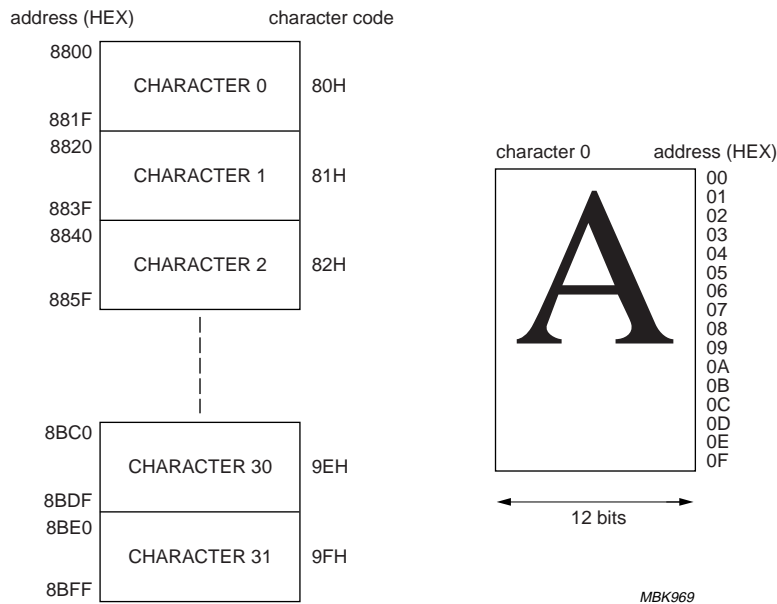 address (HEX) character code
8800
CHARACTER 0 80H
881F
8820
CHARACTER 1 81H
883F
8840
CHARACTER 2 82H
885F
8BC0
CHARACTER 30 9EH
8BDF
8BE0
CHARACTER 31 9FH
8BFF
character 0 address (HEX)
00
01
02
03
04
05
06
07
08
09
0A
0B
0C
0D
0E
0F
A
12 bits
MBK969